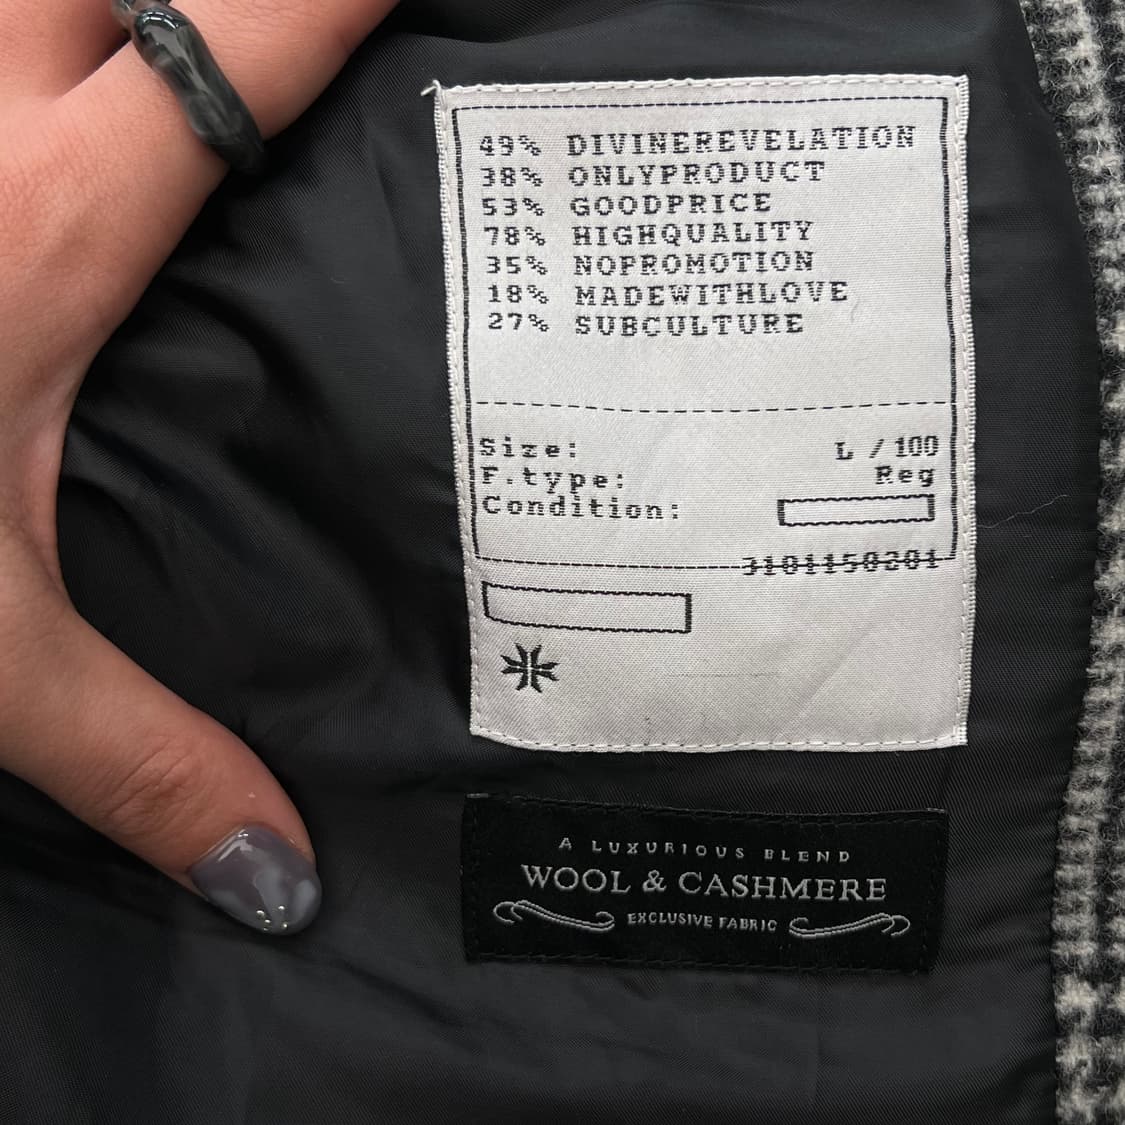 49% DIVINEREVELATION
38% ONLYPRODUCT
53% GOODPRICE
78% HIGHQUALITY
35% NOPROMOTION
18% MADEWITHLOVE
27% SUBCULTURE
Size: L / 100
F.type: Reg
Condition:
3101150201
A LUXURIOUS BLEND
WOOL & CASHMERE
EXCLUSIVE FABRIC